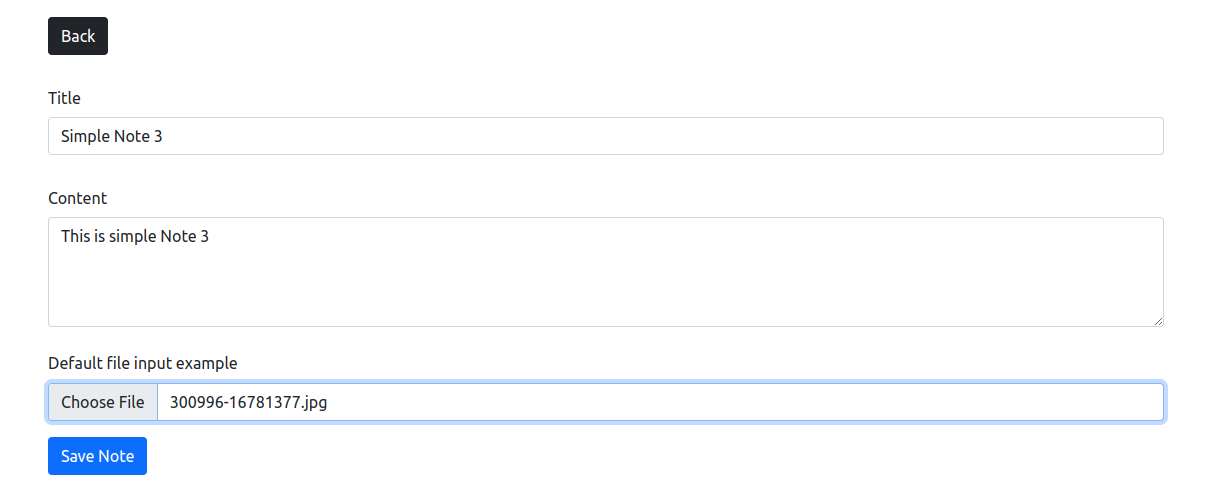 Back
Title
Simple Note 3
Content
This is simple Note 3
Default file input example
Choose File 300996-16781377.jpg
Save Note